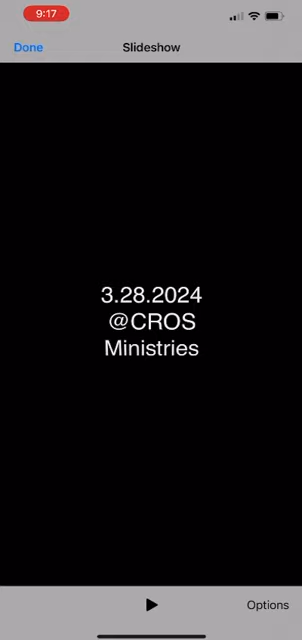 9:17
Done
Slideshow
3.28.2024
@CROS
Ministries
Options